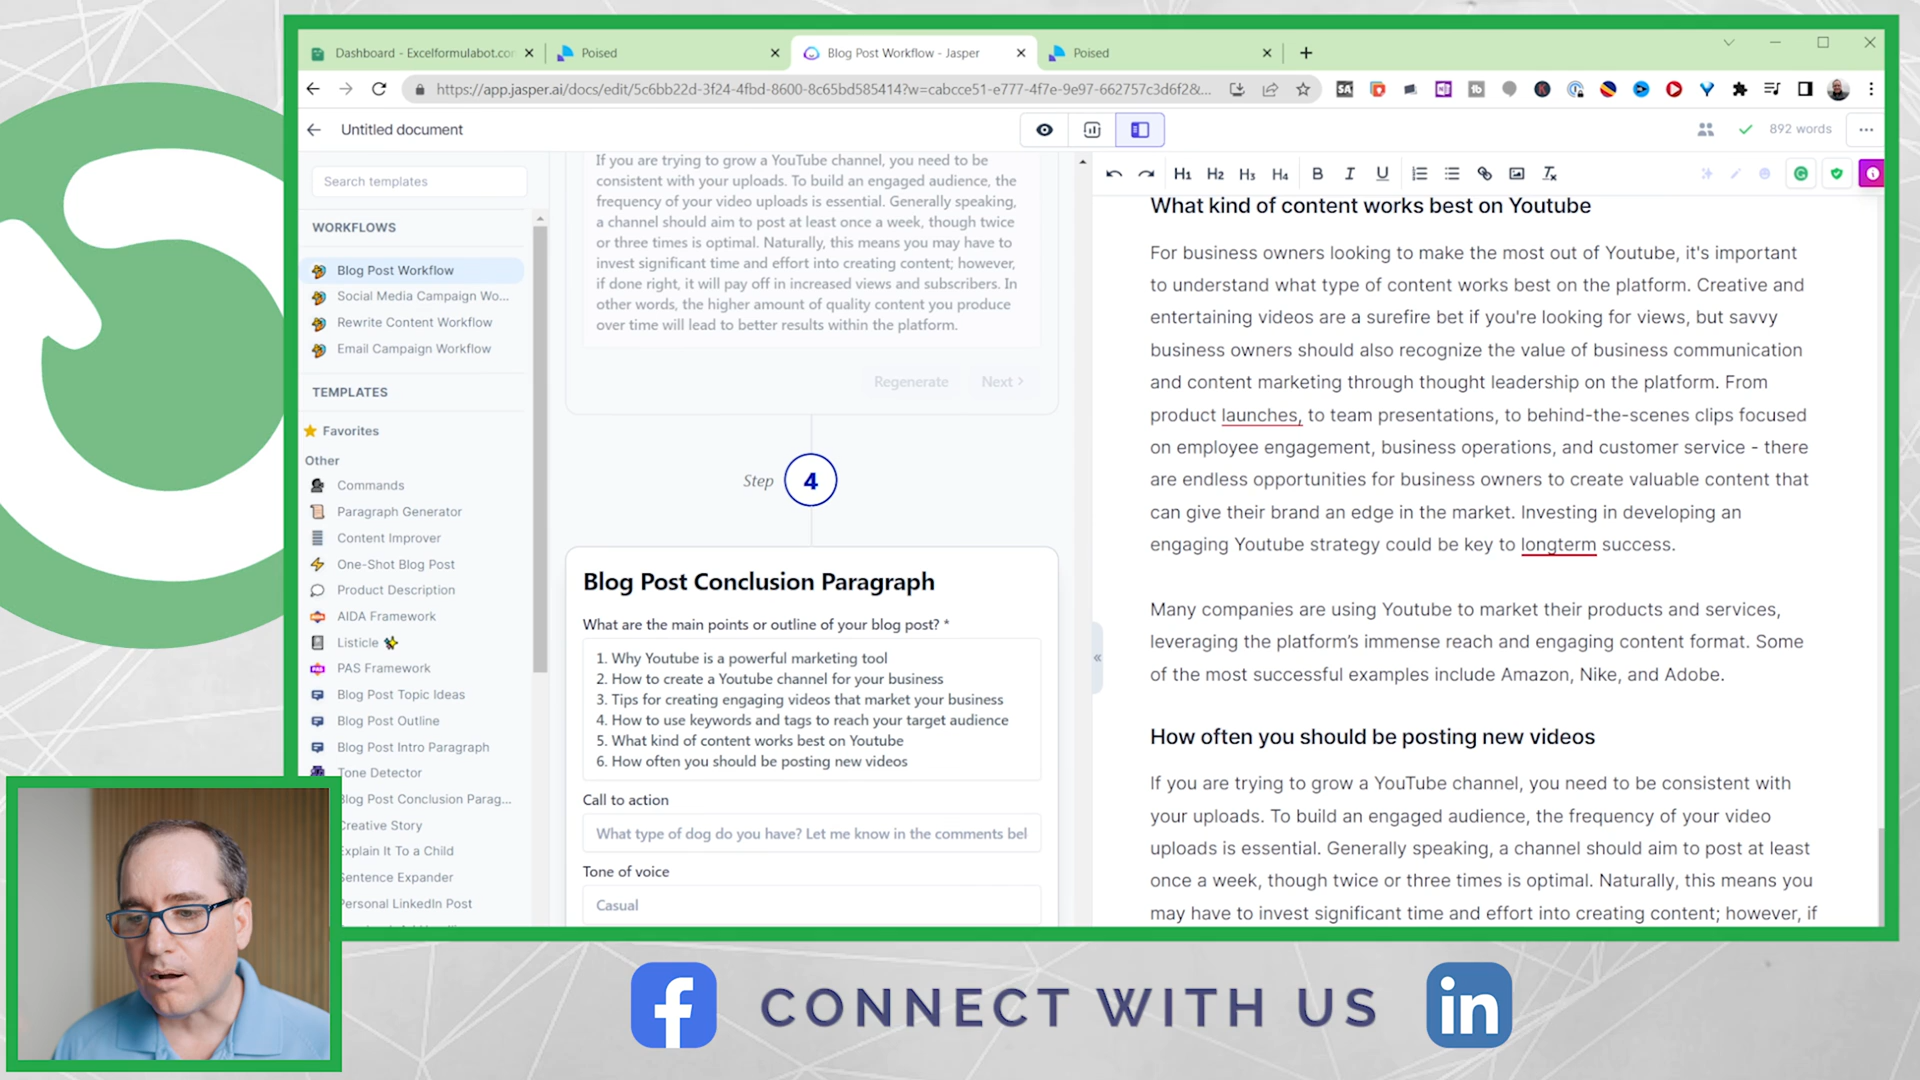 Dashboard - Excelformulabot.co
Poised
Blog Post Workflow - Jasper
Poised
https://app.jasper.ai/docs/edit/5c6bb22d-3f24-4fbd-8600-8c65bd585414?w=cabcce51-e777-4f7e-9e97-662757c3d6f2&...
Untitled document
892 words
Search templates
WORKFLOWS
Blog Post Workflow
Social Media Campaign Wo...
Rewrite Content Workflow
Email Campaign Workflow
TEMPLATES
Favorites
Other
Commands
Paragraph Generator
Content Improver
One-Shot Blog Post
Product Description
AIDA Framework
Listicle
PAS Framework
Blog Post Topic Ideas
Blog Post Outline
Blog Post Intro Paragraph
Tone Detector
Blog Post Conclusion Parag...
Creative Story
Explain It To a Child
Sentence Expander
Personal LinkedIn Post
If you are trying to grow a YouTube channel, you need to be
consistent with your uploads. To build an engaged audience, the
frequency of your video uploads is essential. Generally speaking,
a channel should aim to post at least once a week, though twice
or three times is optimal. Naturally, this means you may have to
invest significant time and effort into creating content; however,
if done right, it will pay off in increased views and subscribers. In
other words, the higher amount of quality content you produce
over time will lead to better results within the platform.
Regenerate
Next >
Step 4
Blog Post Conclusion Paragraph
What are the main points or outline of your blog post? *
1. Why Youtube is a powerful marketing tool
2. How to create a Youtube channel for your business
3. Tips for creating engaging videos that market your business
4. How to use keywords and tags to reach your target audience
5. What kind of content works best on Youtube
6. How often you should be posting new videos
Call to action
What type of dog do you have? Let me know in the comments bel
Tone of voice
Casual
H1 H2 H3 H4 B I U
What kind of content works best on Youtube
For business owners looking to make the most out of Youtube, it's important
to understand what type of content works best on the platform. Creative and
entertaining videos are a surefire bet if you're looking for views, but savvy
business owners should also recognize the value of business communication
and content marketing through thought leadership on the platform. From
product launches, to team presentations, to behind-the-scenes clips focused
on employee engagement, business operations, and customer service - there
are endless opportunities for business owners to create valuable content that
can give their brand an edge in the market. Investing in developing an
engaging Youtube strategy could be key to longterm success.
Many companies are using Youtube to market their products and services,
leveraging the platform's immense reach and engaging content format. Some
of the most successful examples include Amazon, Nike, and Adobe.
How often you should be posting new videos
If you are trying to grow a YouTube channel, you need to be consistent with
your uploads. To build an engaged audience, the frequency of your video
uploads is essential. Generally speaking, a channel should aim to post at least
once a week, though twice or three times is optimal. Naturally, this means you
may have to invest significant time and effort into creating content; however, if
f CONNECT WITH US in